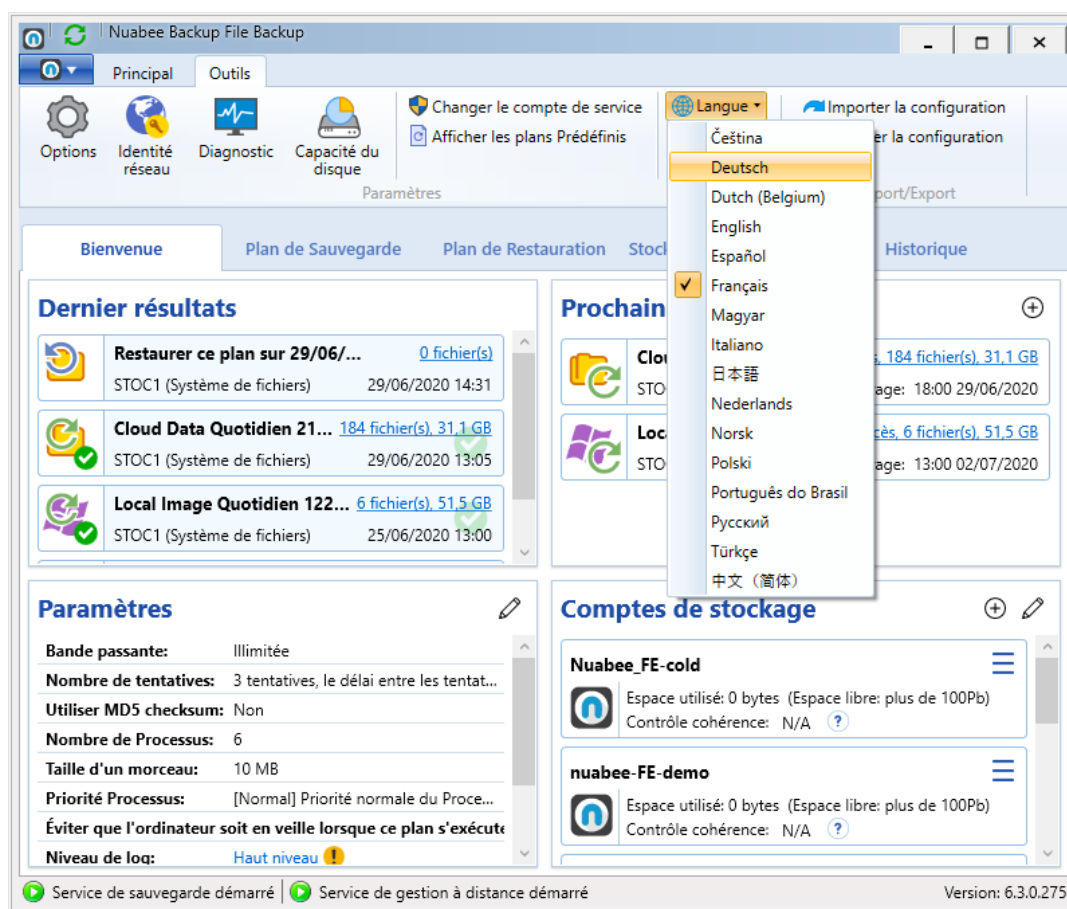 Nuabee Backup File Backup
Principal Outils
Options
Identité réseau
Diagnostic
Capacité du disque
Changer le compte de service
Afficher les plans Prédéfinis
Paramètres
Langue
Importer la configuration
er la configuration
port/Export
Čeština
Deutsch
Dutch (Belgium)
English
Español
Français
Magyar
Italiano
日本語
Nederlands
Norsk
Polski
Português do Brasil
Русский
Türkçe
中文（简体）
Bienvenue Plan de Sauvegarde Plan de Restauration Stock Historique
Dernier résultats
Restaurer ce plan sur 29/06/... 0 fichier(s)
STOC1 (Système de fichiers) 29/06/2020 14:31
Cloud Data Quotidien 21... 184 fichier(s), 31,1 GB
STOC1 (Système de fichiers) 29/06/2020 13:05
Local Image Quotidien 122... 6 fichier(s), 51,5 GB
STOC1 (Système de fichiers) 25/06/2020 13:00
Prochain
Clou s, 184 fichier(s), 31,1 GB
STO age: 18:00 29/06/2020
Loc cès, 6 fichier(s), 51,5 GB
STO age: 13:00 02/07/2020
Paramètres
Bande passante: Illimitée
Nombre de tentatives: 3 tentatives, le délai entre les tentat...
Utiliser MD5 checksum: Non
Nombre de Processus: 6
Taille d'un morceau: 10 MB
Priorité Processus: [Normal] Priorité normale du Proce...
Éviter que l'ordinateur soit en veille lorsque ce plan s'exécute
Niveau de log: Haut niveau
Comptes de stockage
Nuabee_FE-cold
Espace utilisé: 0 bytes (Espace libre: plus de 100Pb)
Contrôle cohérence: N/A ?
nuabee-FE-demo
Espace utilisé: 0 bytes (Espace libre: plus de 100Pb)
Contrôle cohérence: N/A ?
Service de sauvegarde démarré Service de gestion à distance démarré Version: 6.3.0.275